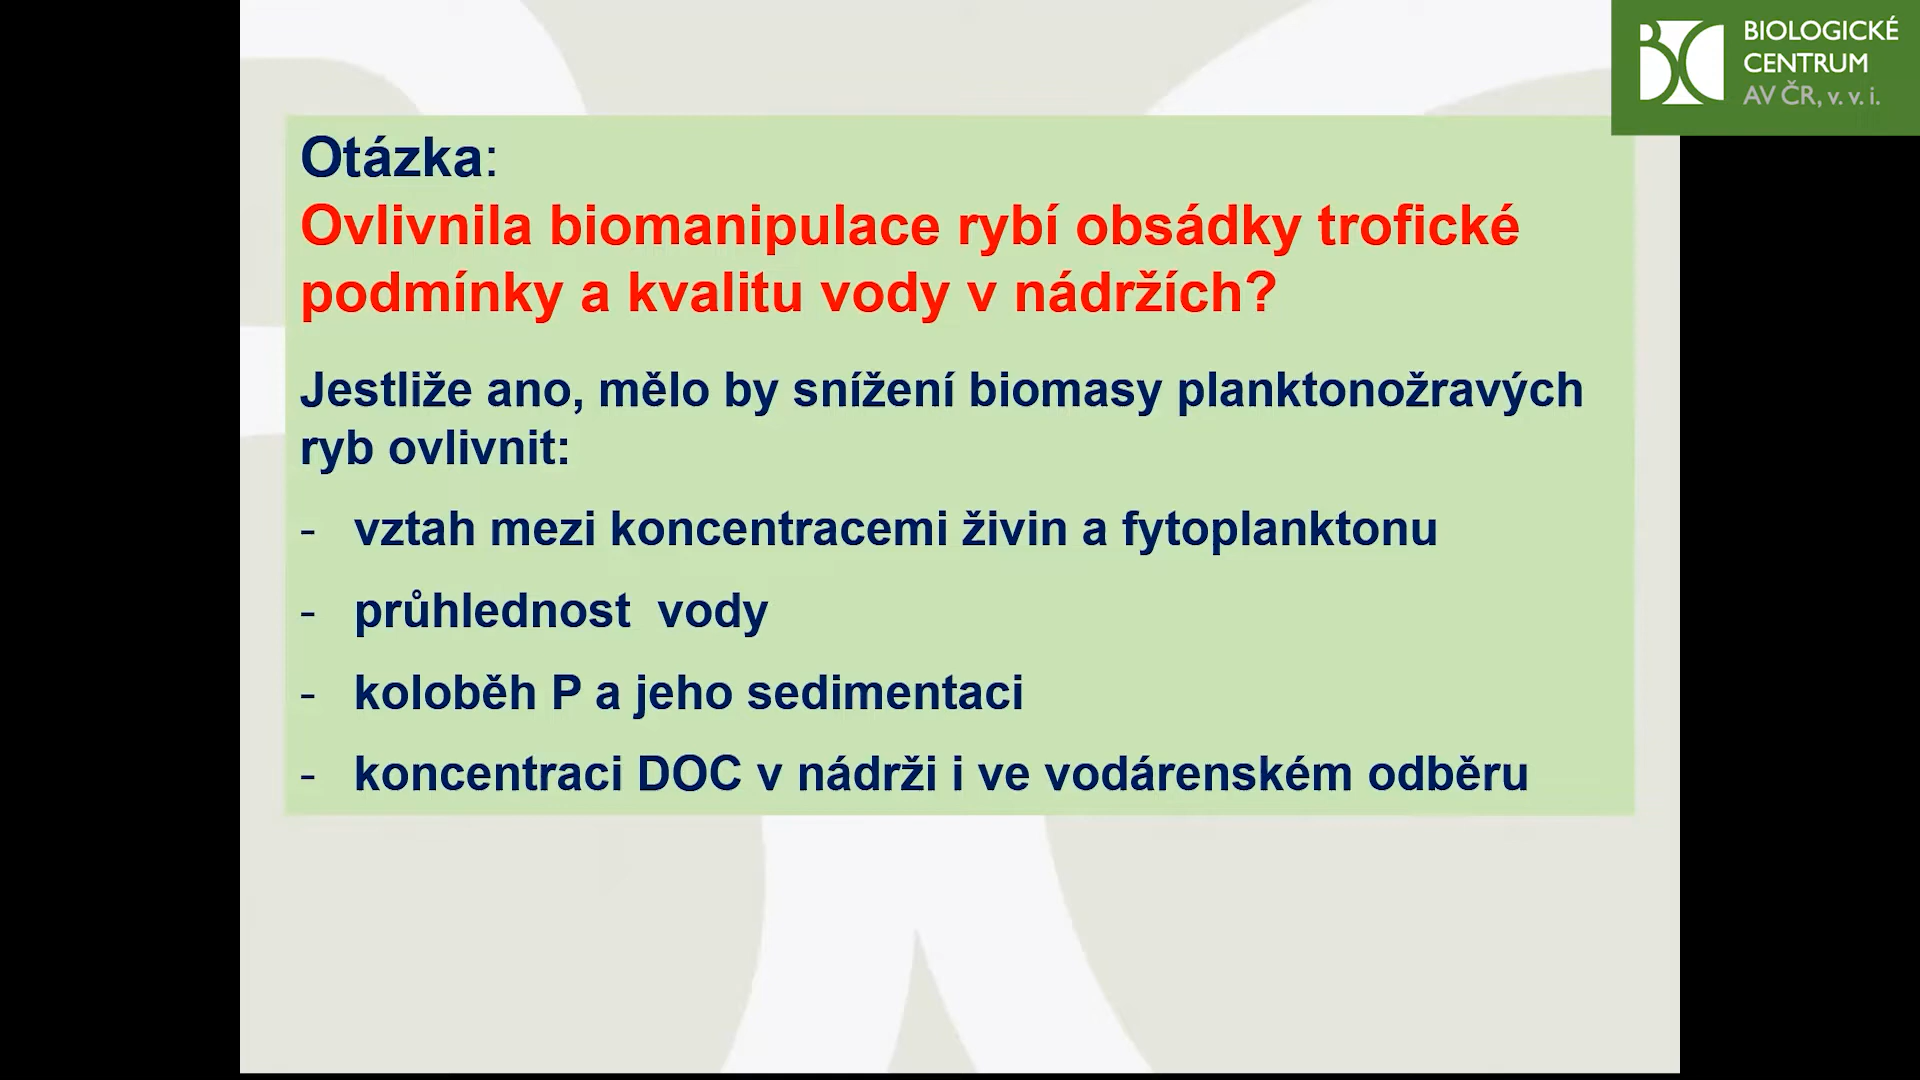 BIOLOGICKÉ
CENTRUM
AV ČR, v. v. i.
Otázka:
Ovlivnila biomanipulace rybí obsádky trofické
podmínky a kvalitu vody v nádržích?
Jestliže ano, mělo by snížení biomasy planktonožravých
ryb ovlivnit:
- vztah mezi koncentracemi živin a fytoplanktonu
- průhlednost vody
- koloběh P a jeho sedimentaci
- koncentraci DOC v nádrži i ve vodárenském odběru